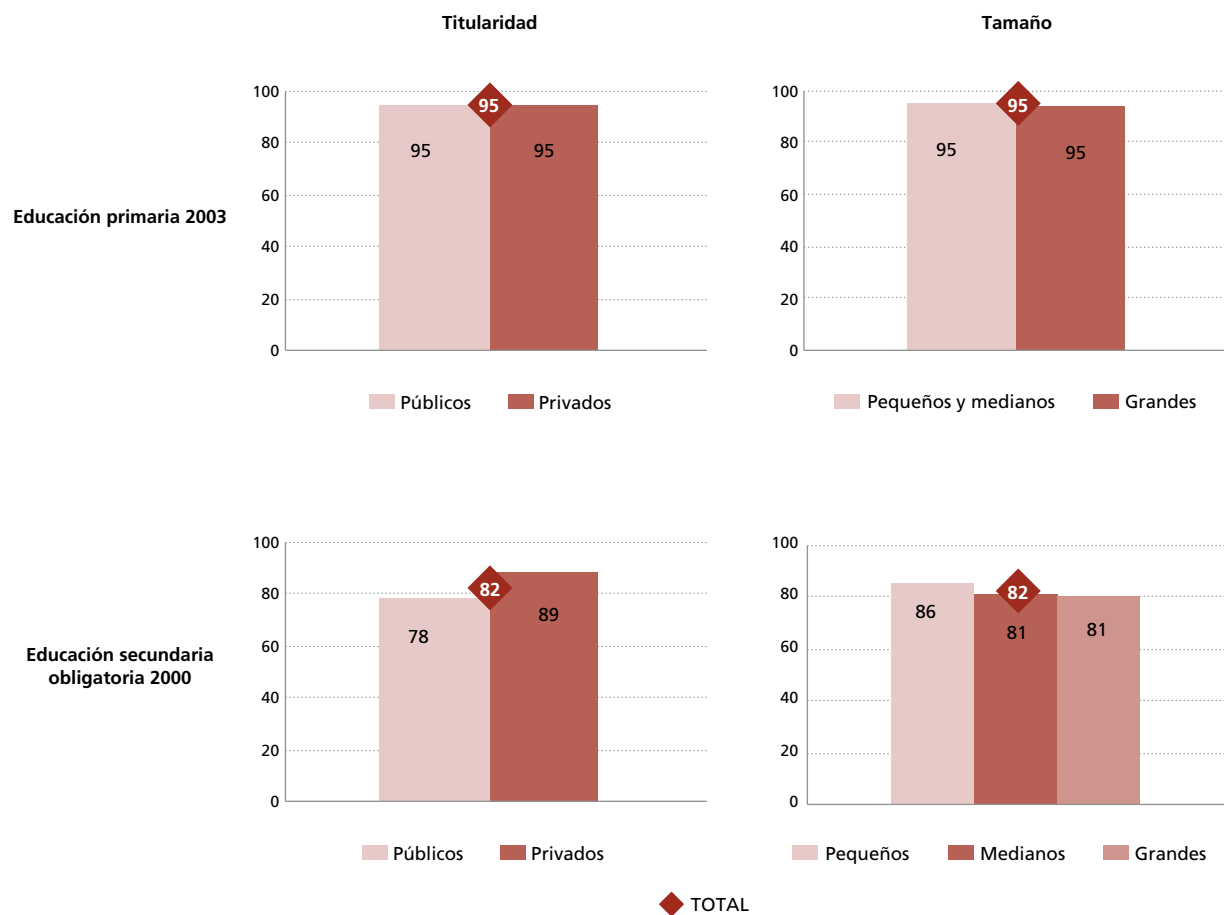 Titularidad
Tamaño
Educación primaria 2003
100
80
60
40
20
0
95
95
95
Públicos
Privados
100
80
60
40
20
0
95
95
95
Pequeños y medianos
Grandes
Educación secundaria
obligatoria 2000
100
80
60
40
20
0
82
78
89
Públicos
Privados
100
80
60
40
20
0
82
86
81
81
Pequeños
Medianos
Grandes
TOTAL